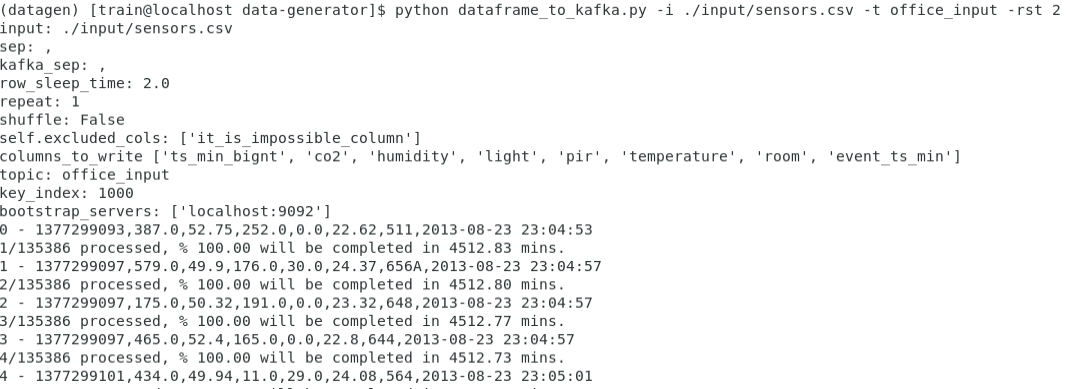 (datagen) [train@localhost data-generator]$ python dataframe_to_kafka.py -i ./input/sensors.csv -t office_input -rst 2
input: ./input/sensors.csv
sep: ,
kafka_sep: ,
row_sleep_time: 2.0
repeat: 1
shuffle: False
self.excluded_cols: ['it_is_impossible_column']
columns_to_write ['ts_min_bignt', 'co2', 'humidity', 'light', 'pir', 'temperature', 'room', 'event_ts_min']
topic: office_input
key_index: 1000
bootstrap_servers: ['localhost:9092']
0 - 1377299093,387.0,52.75,252.0,0.0,22.62,511,2013-08-23 23:04:53
1/135386 processed, % 100.00 will be completed in 4512.83 mins.
1 - 1377299097,579.0,49.9,176.0,30.0,24.37,656A,2013-08-23 23:04:57
2/135386 processed, % 100.00 will be completed in 4512.80 mins.
2 - 1377299097,175.0,50.32,191.0,0.0,23.32,648,2013-08-23 23:04:57
3/135386 processed, % 100.00 will be completed in 4512.77 mins.
3 - 1377299097,465.0,52.4,165.0,0.0,22.8,644,2013-08-23 23:04:57
4/135386 processed, % 100.00 will be completed in 4512.73 mins.
4 - 1377299101,434.0,49.94,11.0,29.0,24.08,564,2013-08-23 23:05:01